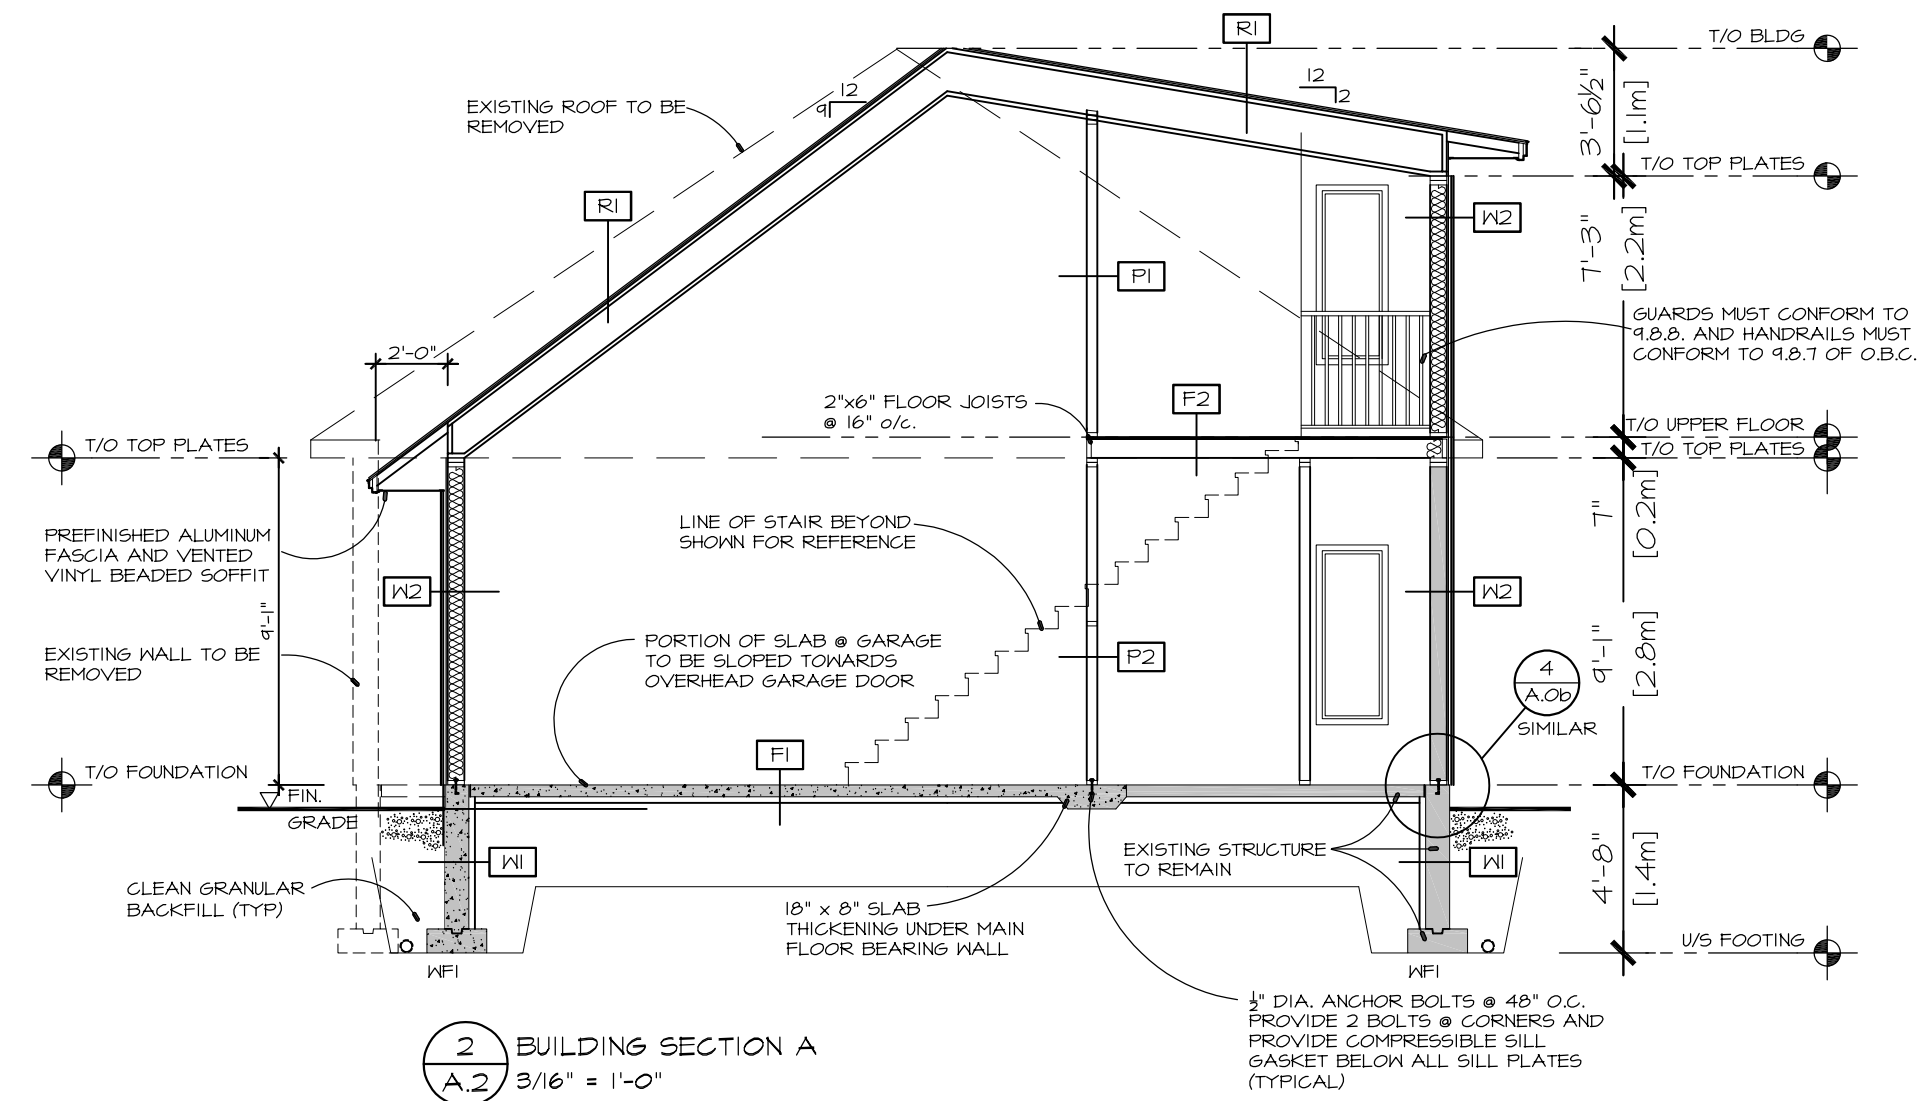 R1
T/O BLDG
12
9
12
2
3'-6½"
[1.1m]
EXISTING ROOF TO BE
REMOVED
T/O TOP PLATES
R1
W2
7'-3"
[2.2m]
P1
GUARDS MUST CONFORM TO
9.8.8. AND HANDRAILS MUST
CONFORM TO 9.8.7 OF O.B.C.
2'-0"
F2
2"x6" FLOOR JOISTS
@ 16" o/c.
T/O UPPER FLOOR
T/O TOP PLATES
T/O TOP PLATES
7"
[0.2m]
LINE OF STAIR BEYOND
SHOWN FOR REFERENCE
PREFINISHED ALUMINUM
FASCIA AND VENTED
VINYL BEADED SOFFIT
W2
W2
9'-1"
9'-1"
[2.8m]
PORTION OF SLAB @ GARAGE
TO BE SLOPED TOWARDS
OVERHEAD GARAGE DOOR
EXISTING WALL TO BE
REMOVED
P2
4
A.0b
SIMILAR
F1
T/O FOUNDATION
T/O FOUNDATION
FIN.
GRADE
W1
EXISTING STRUCTURE
TO REMAIN
W1
4'-8"
[1.4m]
CLEAN GRANULAR
BACKFILL (TYP)
18" x 8" SLAB
THICKENING UNDER MAIN
FLOOR BEARING WALL
U/S FOOTING
WF1
WF1
½" DIA. ANCHOR BOLTS @ 48" O.C.
PROVIDE 2 BOLTS @ CORNERS AND
PROVIDE COMPRESSIBLE SILL
GASKET BELOW ALL SILL PLATES
(TYPICAL)
2
A.2
BUILDING SECTION A
3/16" = 1'-0"